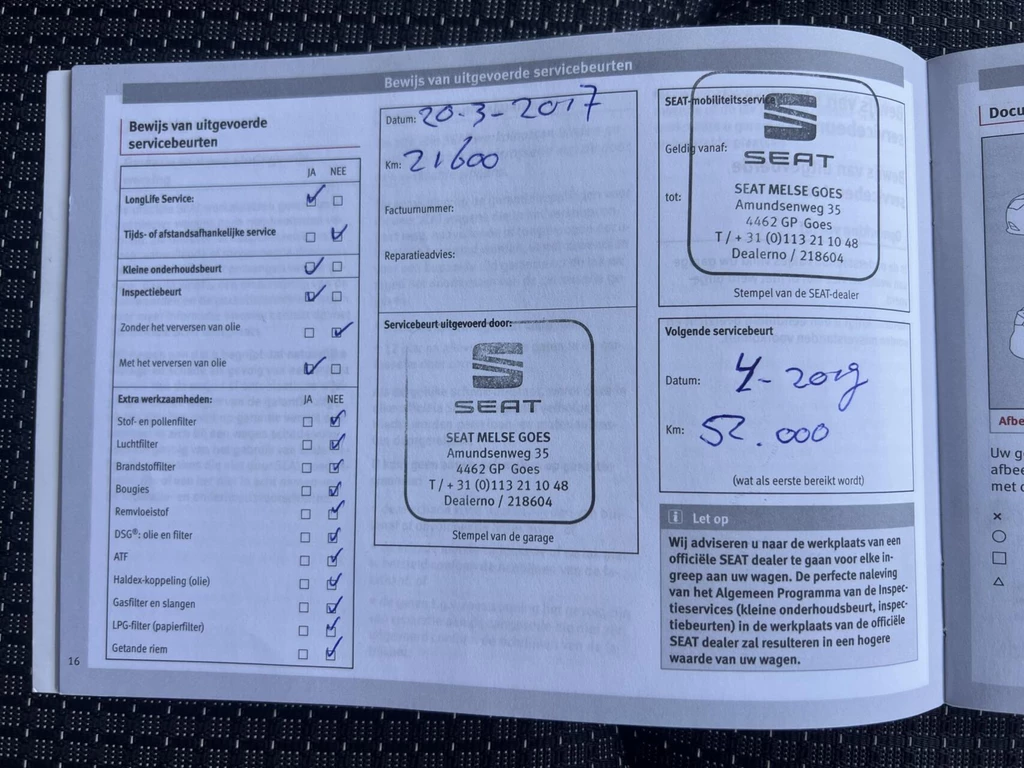 Bewijs van uitgevoerde servicebeurten
Bewijs van uitgevoerde
servicebeurten
JA NEE
LongLife Service:
Tijds- of afstandsafhankelijke service
Kleine onderhoudsbeurt
Inspectiebeurt
Zonder het verversen van olie
Met het verversen van olie
Extra werkzaamheden: JA NEE
Stof- en pollenfilter
Luchtfilter
Brandstoffilter
Bougies
Remvloeistof
DSG®: olie en filter
ATF
Haldex-koppeling (olie)
Gasfilter en slangen
LPG-filter (papierfilter)
Getande riem
16
Datum: 20-3-2017
Km: 21600
Factuurnummer:
Reparatieadvies:
Servicebeurt uitgevoerd door:
SEAT
SEAT MELSE GOES
Amundsenweg 35
4462 GP Goes
T / + 31 (0)113 21 10 48
Dealerno / 218604
Stempel van de garage
SEAT-mobiliteitsservice
Geldig vanaf:
SEAT
tot:
SEAT MELSE GOES
Amundsenweg 35
4462 GP Goes
T / + 31 (0)113 21 10 48
Dealerno / 218604
Stempel van de SEAT-dealer
Volgende servicebeurt
Datum: 4-2019
Km: 52.000
(wat als eerste bereikt wordt)
i Let op
Wij adviseren u naar de werkplaats van een
officiële SEAT dealer te gaan voor elke in-
greep aan uw wagen. De perfecte naleving
van het Algemeen Programma van de Inspec-
tieservices (kleine onderhoudsbeurt, inspec-
tiebeurten) in de werkplaats van de officiële
SEAT dealer zal resulteren in een hogere
waarde van uw wagen.
Docu
Afbe
Uw g
afbee
met d